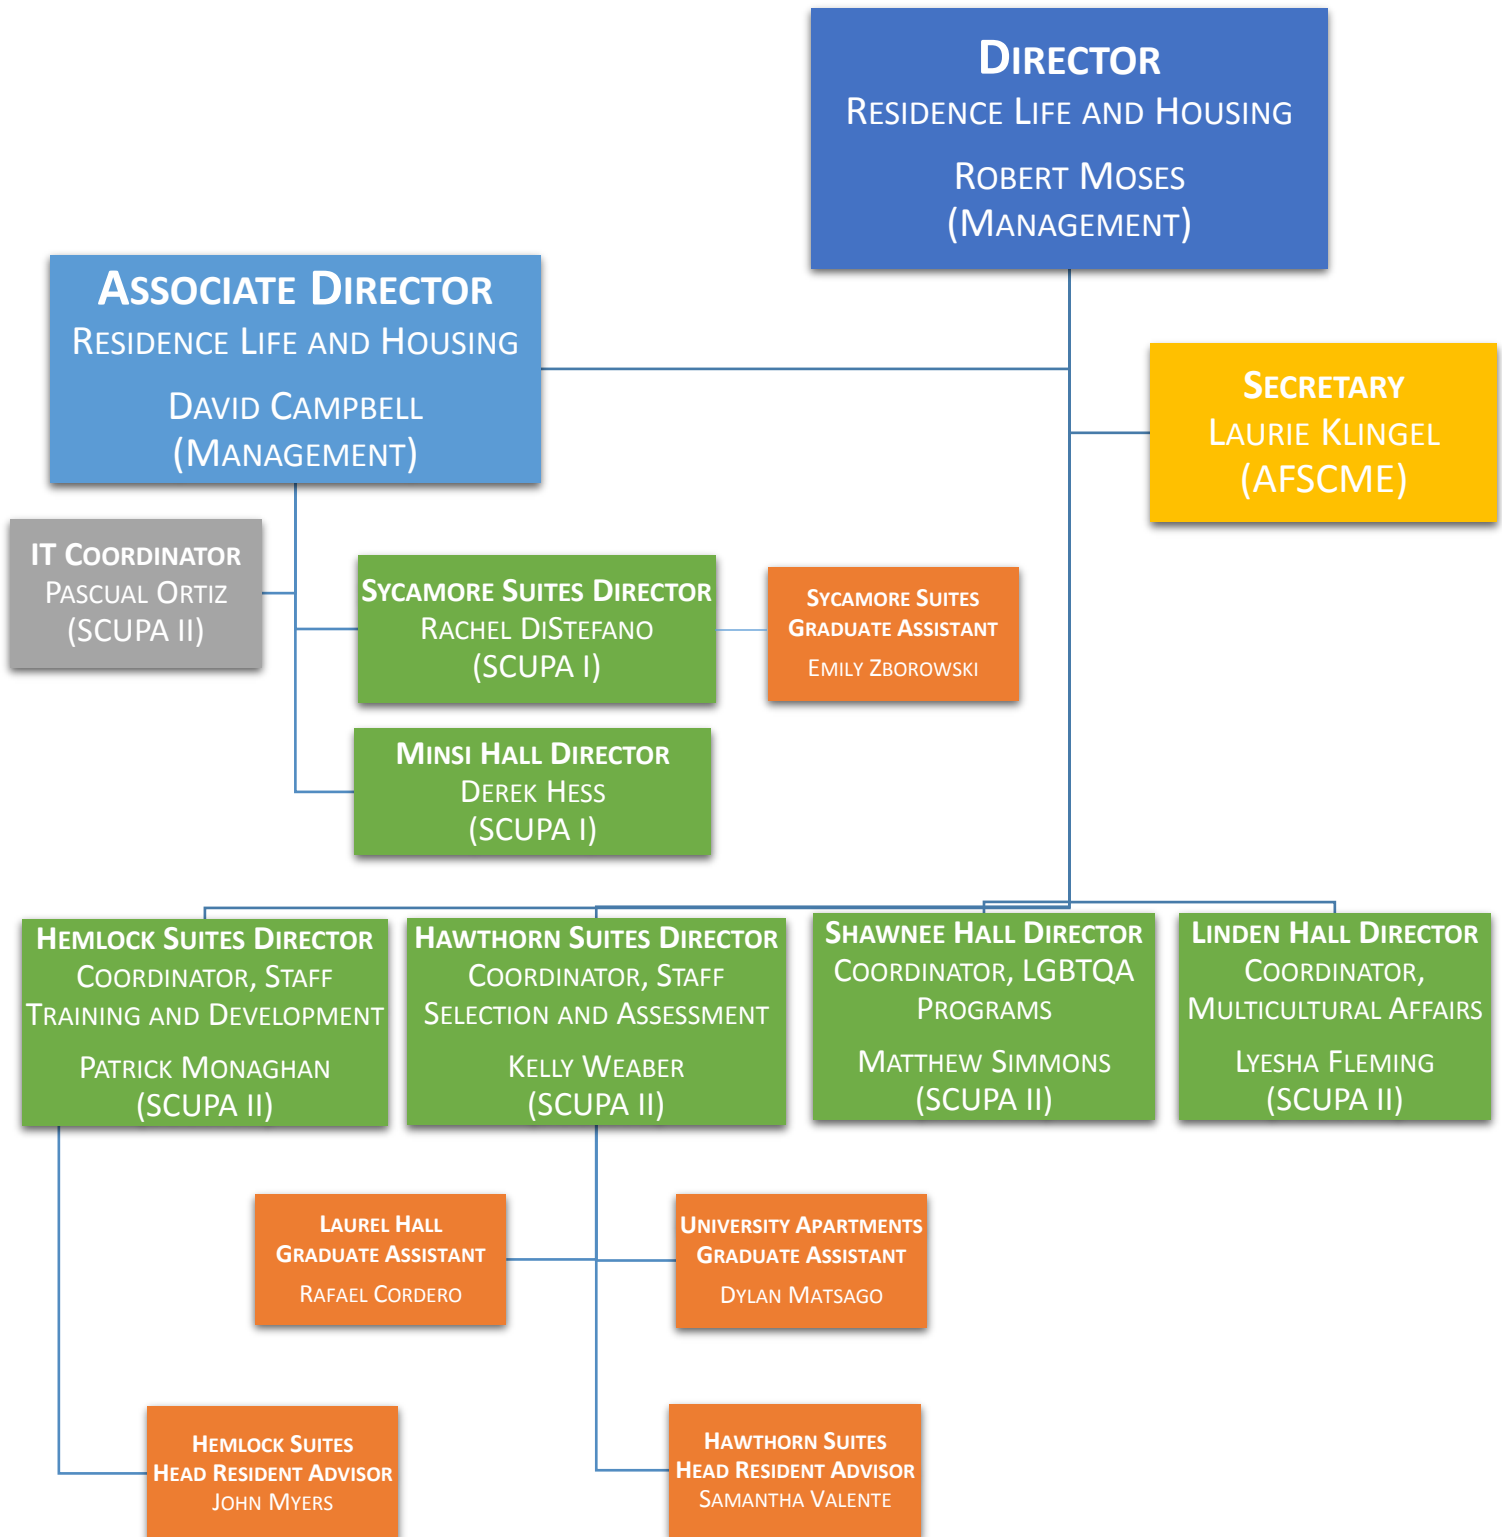 Director
Residence Life and Housing
Robert Moses
(Management)
Associate Director
Residence Life and Housing
David Campbell
(Management)
Secretary
Laurie Klingel
(AFSCME)
IT Coordinator
Pascual Ortiz
(SCUPA II)
Sycamore Suites Director
Rachel DiStefano
(SCUPA I)
Sycamore Suites
Graduate Assistant
Emily Zborowski
Minsi Hall Director
Derek Hess
(SCUPA I)
Hemlock Suites Director
Coordinator, Staff
Training and Development
Patrick Monaghan
(SCUPA II)
Hawthorn Suites Director
Coordinator, Staff
Selection and Assessment
Kelly Weaber
(SCUPA II)
Shawnee Hall Director
Coordinator, LGBTQA
Programs
Matthew Simmons
(SCUPA II)
Linden Hall Director
Coordinator,
Multicultural Affairs
Lyesha Fleming
(SCUPA II)
Laurel Hall
Graduate Assistant
Rafael Cordero
University Apartments
Graduate Assistant
Dylan Matsago
Hemlock Suites
Head Resident Advisor
John Myers
Hawthorn Suites
Head Resident Advisor
Samantha Valente